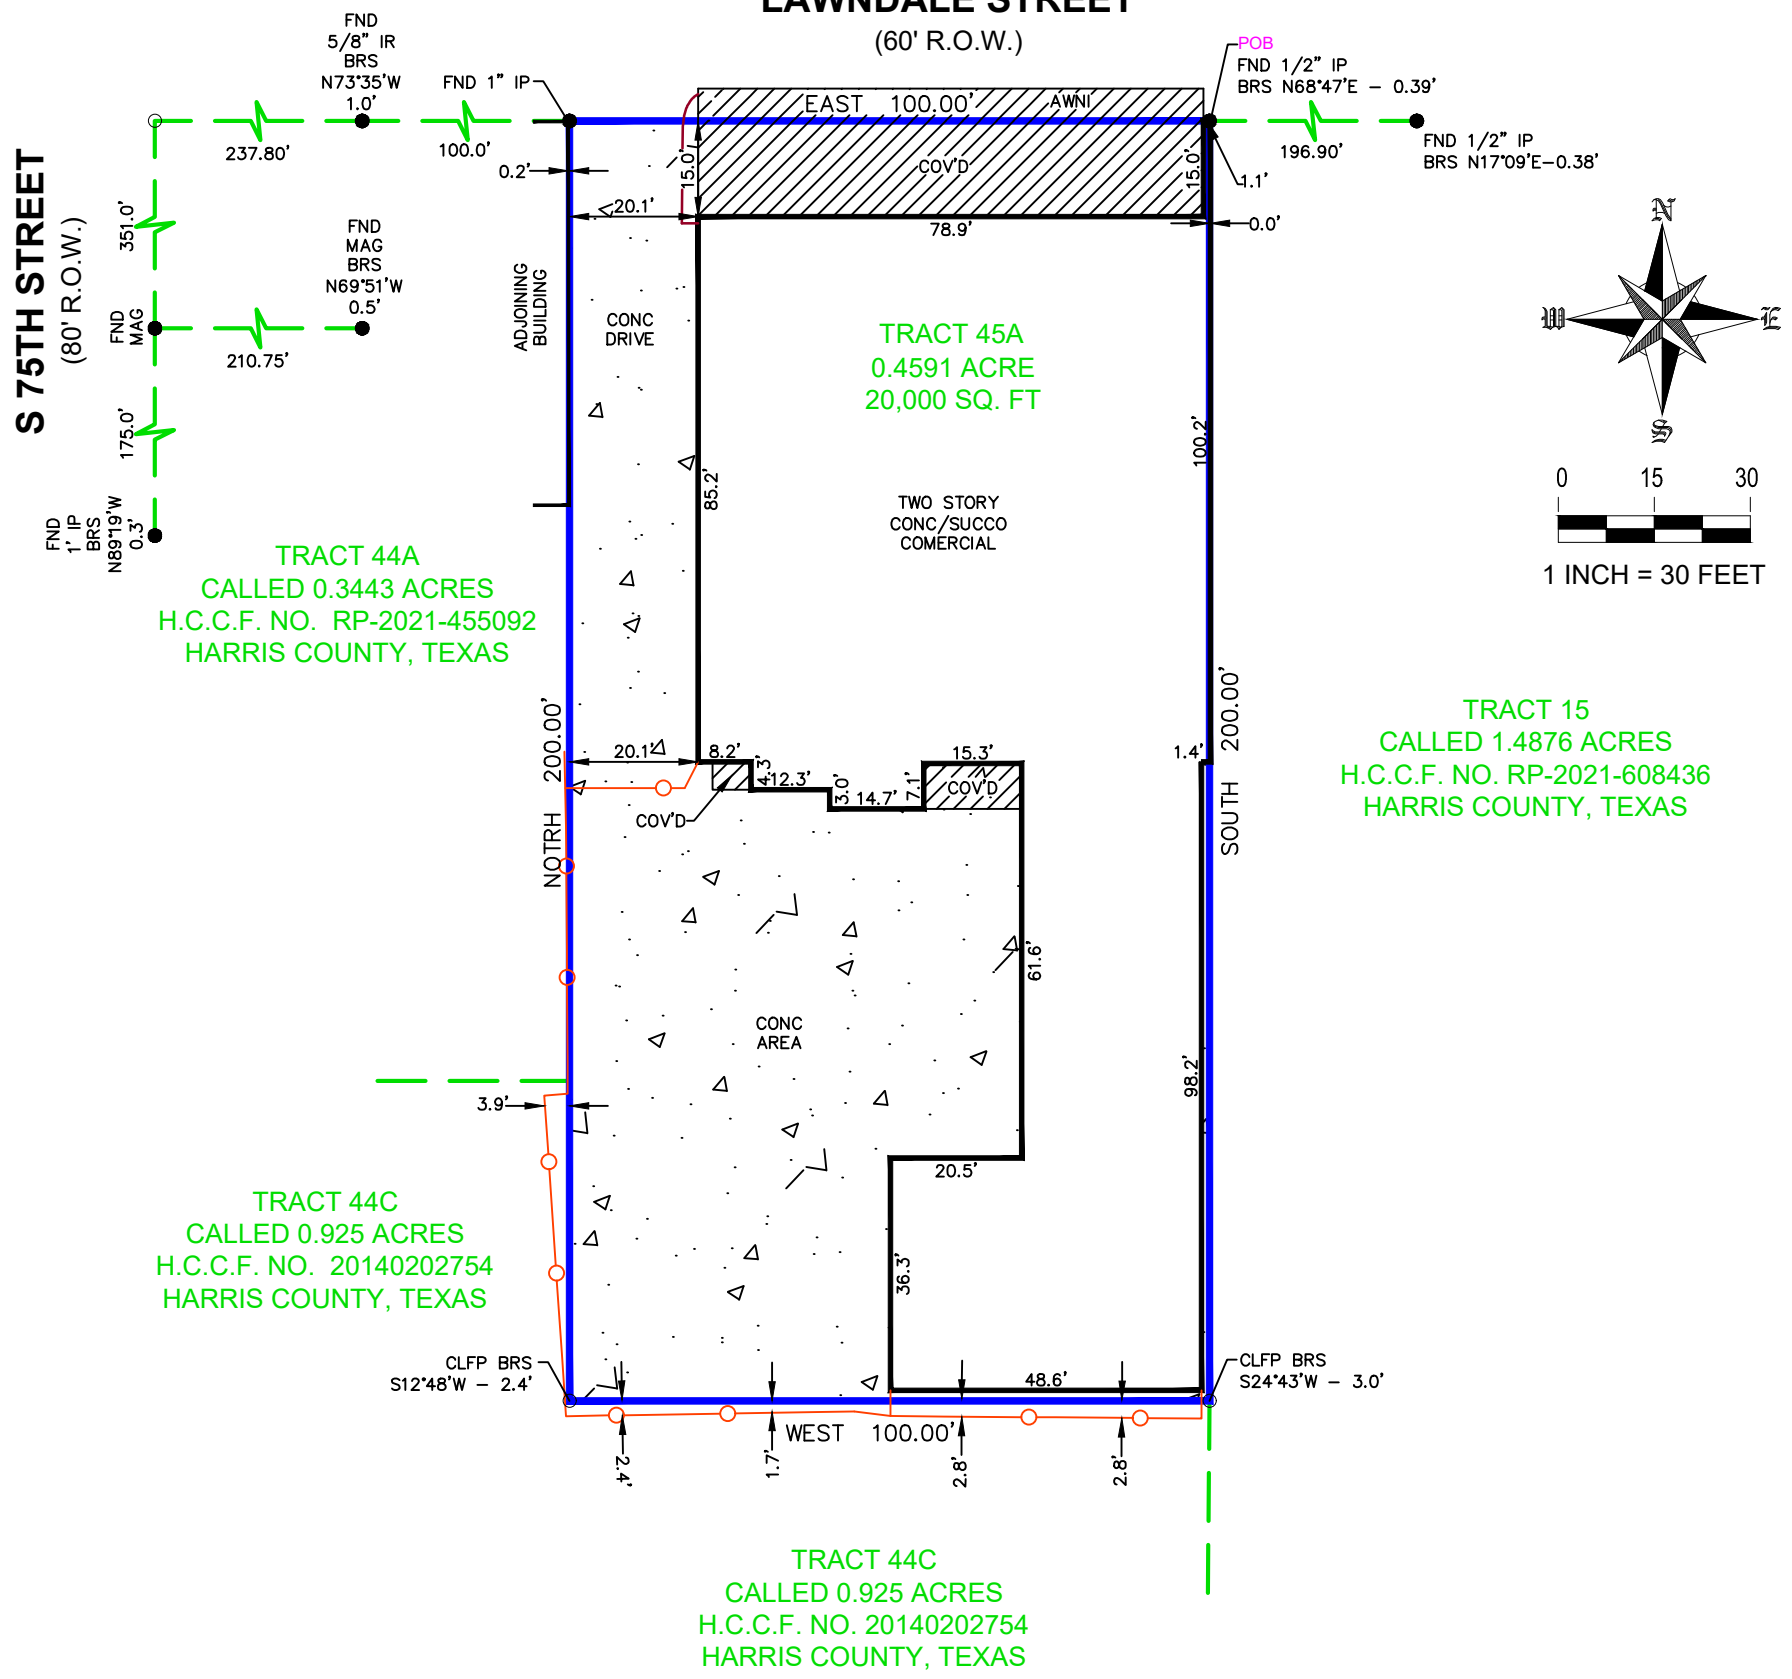 LAWNDALE STREET
(60' R.O.W.)
FND
5/8" IR
BRS
N73°35'W
1.0'
FND 1" IP
EAST 100.00'
AWNI
POB
FND 1/2" IP
BRS N68°47'E - 0.39'
237.80'
100.0'
196.90'
FND 1/2" IP
BRS N17°09'E-0.38'
0.2'
15.0'
COV'D
15.0'
1.1'
20.1'
78.9'
0.0'
S 75TH STREET
(80' R.O.W.)
351.0'
FND
MAG
BRS
N69°51'W
0.5'
FND
MAG
210.75'
175.0'
FND
1' IP
BRS
N89°19'W
0.3'
ADJOINING
BUILDING
CONC
DRIVE
TRACT 45A
0.4591 ACRE
20,000 SQ. FT
N
W
E
S
85.2'
100.2'
TWO STORY
CONC/SUCCO
COMERCIAL
0 15 30
1 INCH = 30 FEET
TRACT 44A
CALLED 0.3443 ACRES
H.C.C.F. NO. RP-2021-455092
HARRIS COUNTY, TEXAS
NOTRH 200.00'
SOUTH 200.00'
TRACT 15
CALLED 1.4876 ACRES
H.C.C.F. NO. RP-2021-608436
HARRIS COUNTY, TEXAS
20.1'
8.2'
4.3'
12.3'
3.0'
14.7'
7.1'
15.3'
COV'D
1.4'
COV'D
61.6'
CONC
AREA
98.2'
3.9'
20.5'
36.3'
TRACT 44C
CALLED 0.925 ACRES
H.C.C.F. NO. 20140202754
HARRIS COUNTY, TEXAS
CLFP BRS
S12°48'W - 2.4'
48.6'
CLFP BRS
S24°43'W - 3.0'
WEST 100.00'
2.4'
1.7'
2.8'
2.8'
TRACT 44C
CALLED 0.925 ACRES
H.C.C.F. NO. 20140202754
HARRIS COUNTY, TEXAS